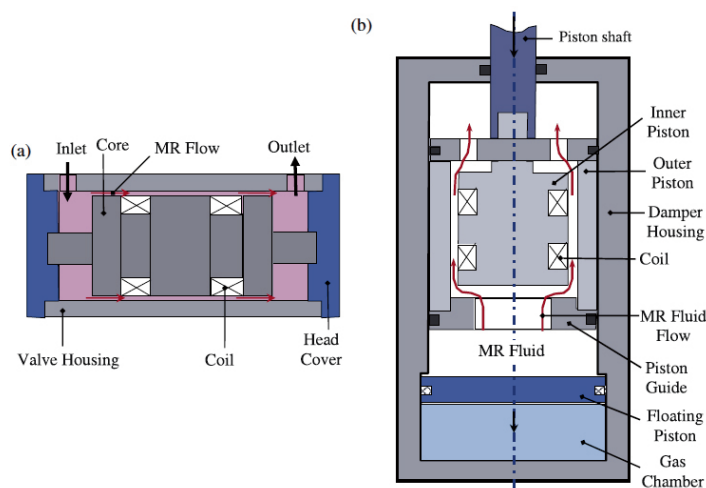 (a)
Inlet
Core
MR Flow
Outlet
Valve Housing
Coil
Head
Cover
(b)
Piston shaft
Inner
Piston
Outer
Piston
Damper
Housing
Coil
MR Fluid
Flow
MR Fluid
Piston
Guide
Floating
Piston
Gas
Chamber